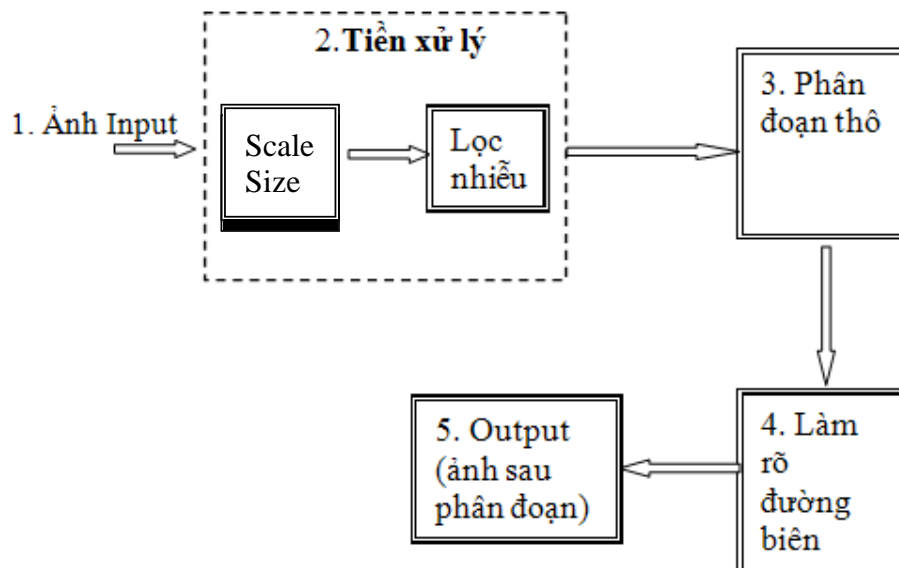 2.Tiền xử lý
1. Ảnh Input
Scale
Size
Lọc
nhiễu
3. Phân
đoạn thô
4. Làm
rõ
đường
biên
5. Output
(ảnh sau
phân đoạn)